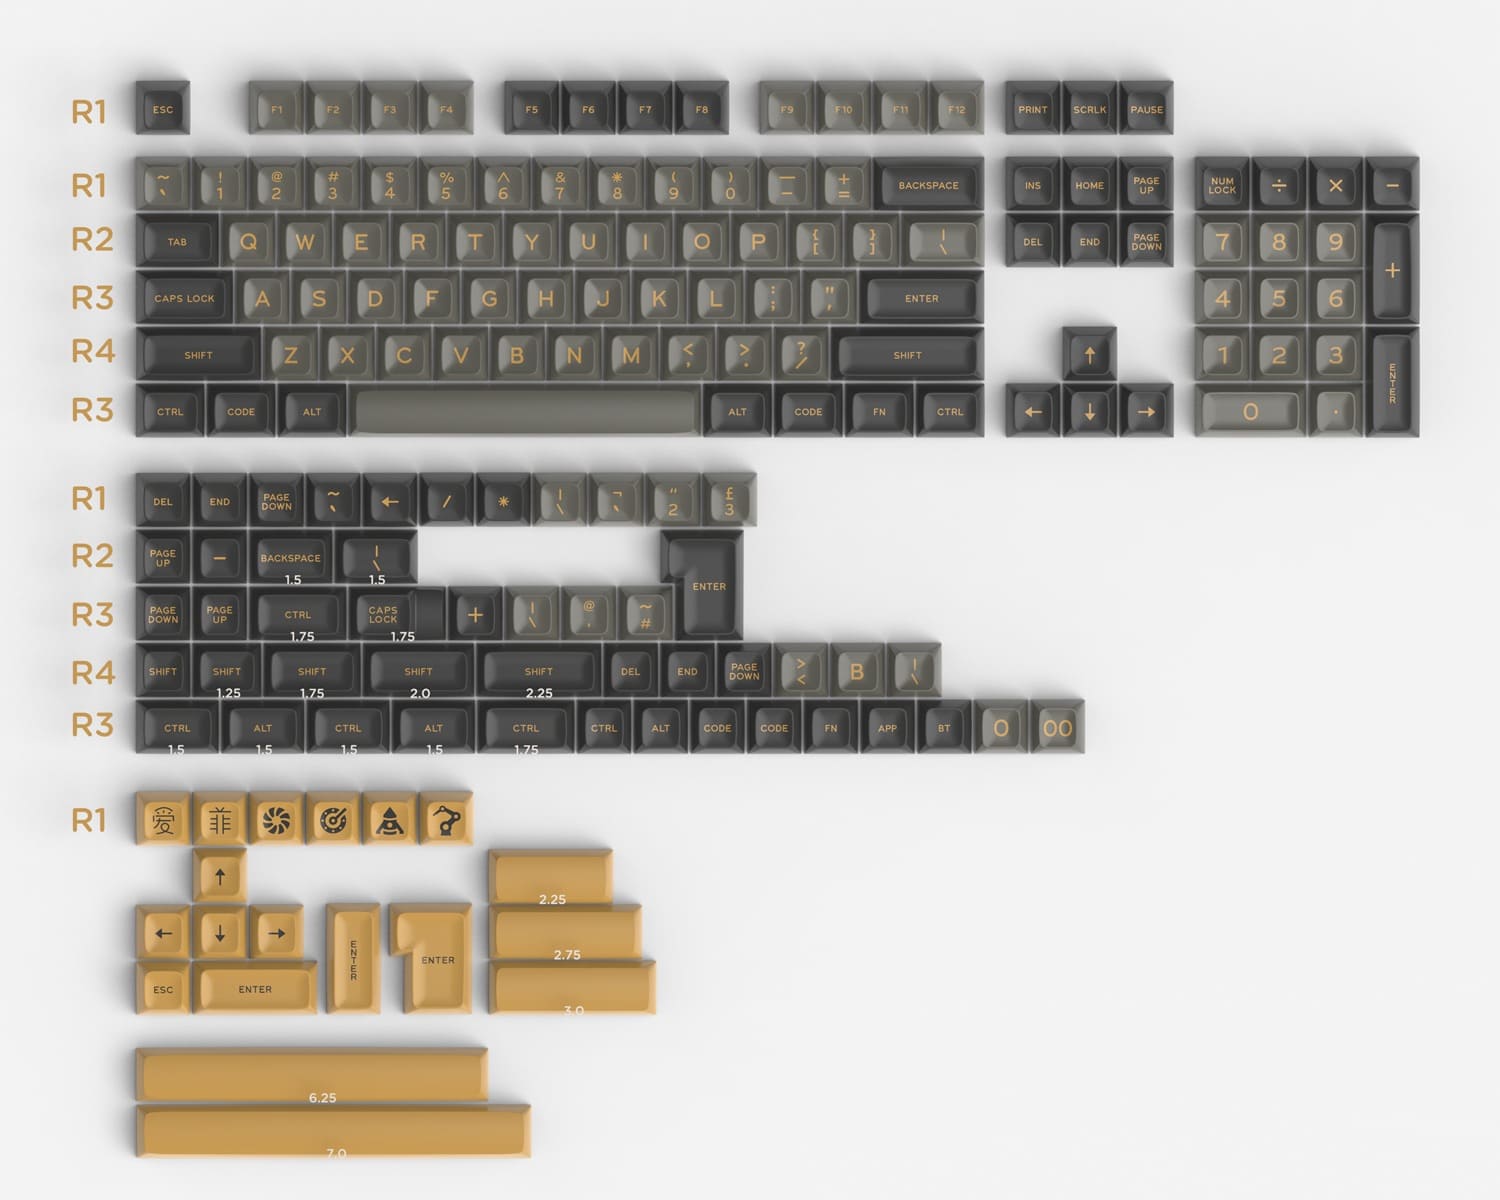 R1 ESC F1 F2 F3 F4 F5 F6 F7 F8 F9 F10 F11 F12 PRINT SCRLK PAUSE
R1 ~ ` ! 1 @ 2 # 3 $ 4 % 5 ^ 6 & 7 * 8 ( 9 ) 0 — - + = BACKSPACE INS HOME PAGE UP NUM LOCK ÷ × −
R2 TAB Q W E R T Y U I O P { [ } ] | \ DEL END PAGE DOWN 7 8 9 +
R3 CAPS LOCK A S D F G H J K L : ; " , ENTER 4 5 6
R4 SHIFT Z X C V B N M < , > . ? / SHIFT ↑ 1 2 3 ENTER
R3 CTRL CODE ALT ALT CODE FN CTRL ← ↓ → 0 .
R1 DEL END PAGE DOWN ~ ` ← / * | \ ¬ ` " 2 £ 3
R2 PAGE UP − BACKSPACE 1.5 | \ 1.5 ENTER
R3 PAGE DOWN PAGE UP CTRL 1.75 CAPS LOCK 1.75 + | \ @ ' ~ #
R4 SHIFT SHIFT 1.25 SHIFT 1.75 SHIFT 2.0 SHIFT 2.25 DEL END PAGE DOWN > < B | \
R3 CTRL 1.5 ALT 1.5 CTRL 1.5 ALT 1.5 CTRL 1.75 CTRL ALT CODE CODE FN APP BT 0 00
R1 爱 菲
↑
2.25
← ↓ → ENTER ENTER
2.75
ESC ENTER
3.0
6.25
7.0